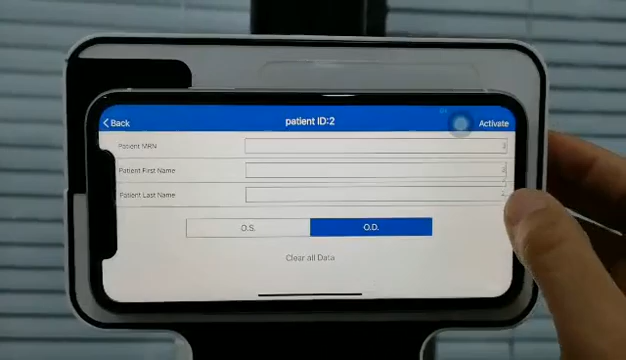 Back
patient ID:2
Activate
Patient MRN
Patient First Name
Patient Last Name
O.S.
O.D.
Clear all Data